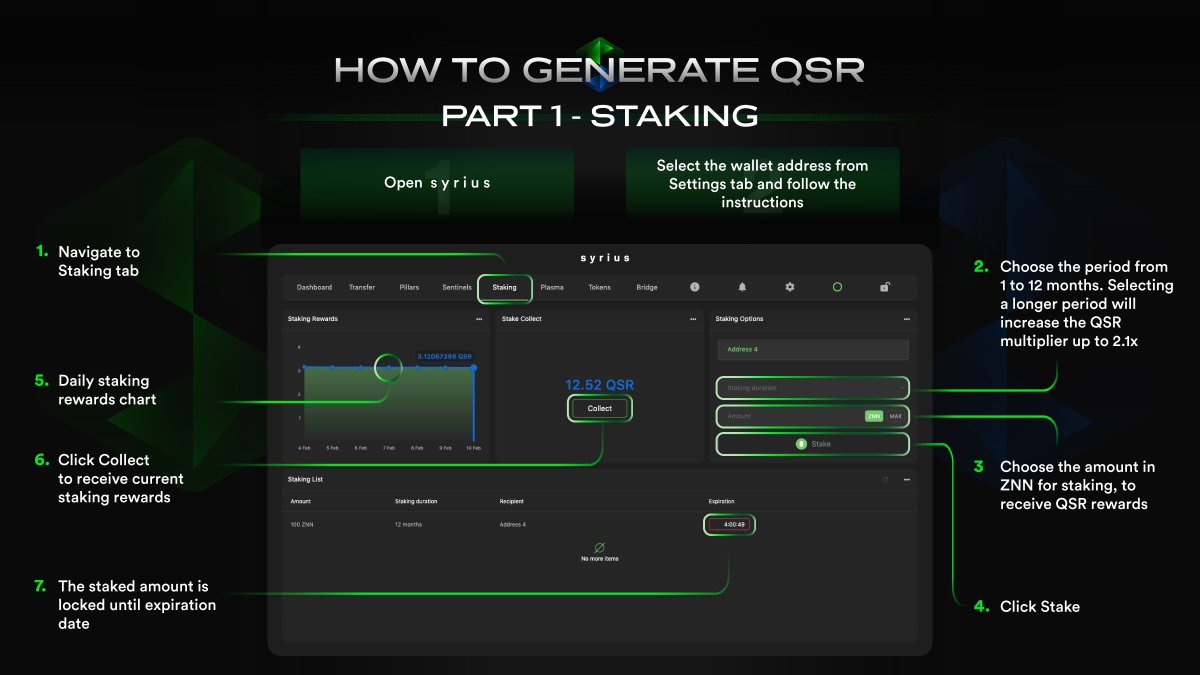 HOW TO GENERATE QSR
PART 1 - STAKING
1
Open syrius
Select the wallet address from
Settings tab and follow the
instructions
1. Navigate to
Staking tab
5. Daily staking
rewards chart
6. Click Collect
to receive current
staking rewards
7. The staked amount is
locked until expiration
date
syrius
Dashboard Transfer Pillars Sentinels Staking Plasma Tokens Bridge
Staking Rewards
4
3
2
1
3.12067398 QSR
4 Feb 5 Feb 6 Feb 7 Feb 8 Feb 9 Feb 10 Feb
Stake Collect
12.52 QSR
Collect
Staking Options
Address 4
Staking duration
Amount ZNN MAX
Stake
Staking List
Amount Staking duration Recipient Expiration
100 ZNN 12 months Address 4 4:00:49
No more items
2. Choose the period from
1 to 12 months. Selecting
a longer period will
increase the QSR
multiplier up to 2.1x
3 Choose the amount in
ZNN for staking, to
receive QSR rewards
4. Click Stake